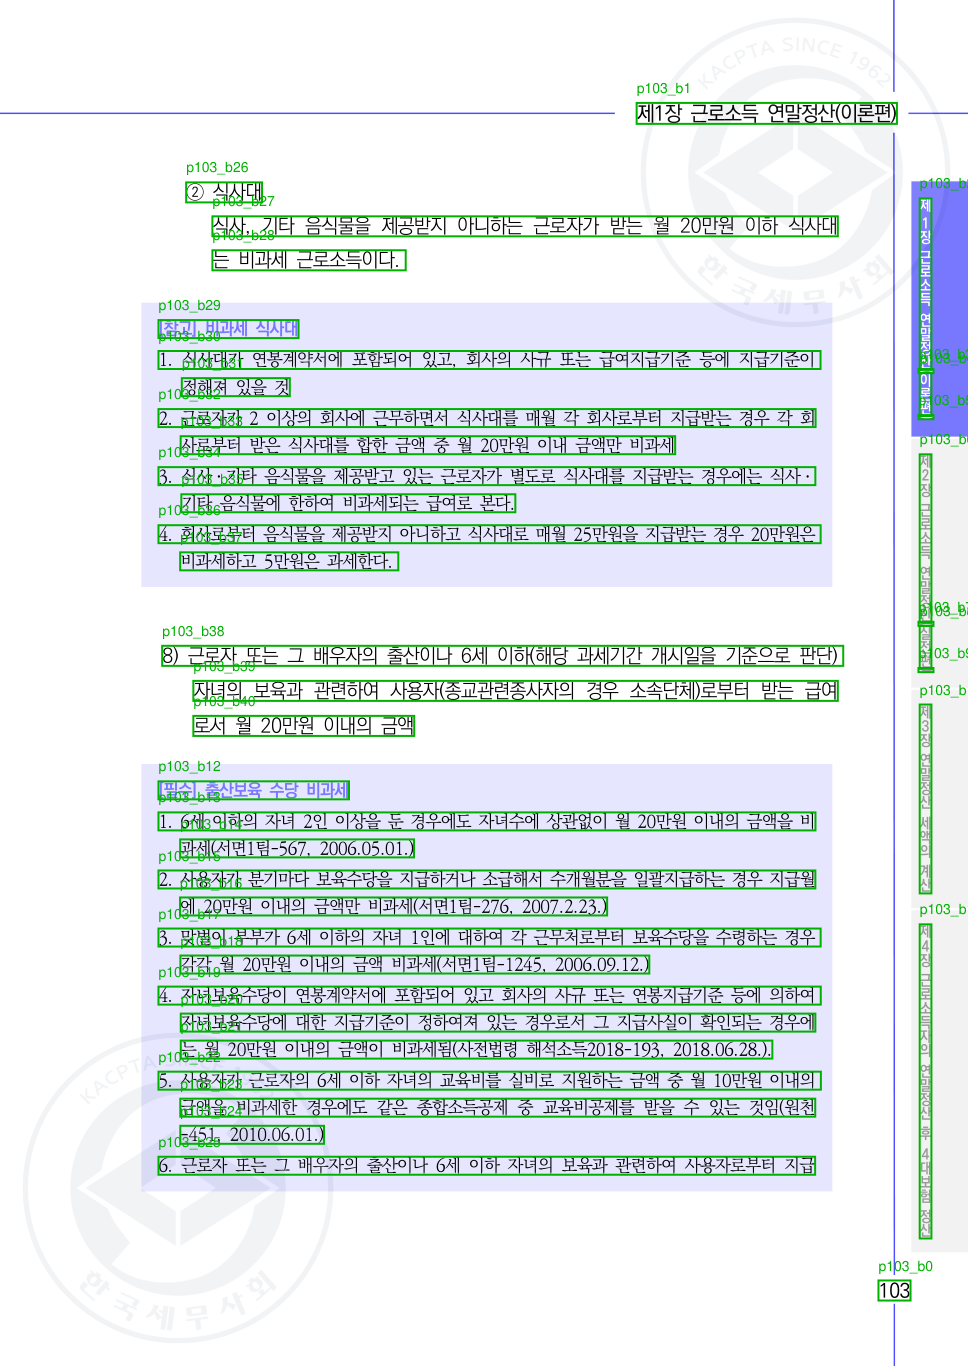 p103_b1
제1장 근로소득 연말정산(이론편)
p103_b26
② 식사대
p103_b27
식사, 기타 음식물을 제공받지 아니하는 근로자가 받는 월 20만원 이하 식사대
p103_b28
는 비과세 근로소득이다.
p103_b29
[참고] 비과세 식사대
p103_b30
1. 식사대가 연봉계약서에 포함되어 있고, 회사의 사규 또는 급여지급기준 등에 지급기준이
p103_b31
정해져 있을 것
p103_b32
2. 근로자가 2 이상의 회사에 근무하면서 식사대를 매월 각 회사로부터 지급받는 경우 각 회
p103_b33
사로부터 받은 식사대를 합한 금액 중 월 20만원 이내 금액만 비과세
p103_b34
3. 식사·기타 음식물을 제공받고 있는 근로자가 별도로 식사대를 지급받는 경우에는 식사·
p103_b35
기타 음식물에 한하여 비과세되는 급여로 본다.
p103_b36
4. 회사로부터 음식물을 제공받지 아니하고 식사대로 매월 25만원을 지급받는 경우 20만원은
p103_b37
비과세하고 5만원은 과세한다.
p103_b38
8) 근로자 또는 그 배우자의 출산이나 6세 이하(해당 과세기간 개시일을 기준으로 판단)
p103_b39
자녀의 보육과 관련하여 사용자(종교관련종사자의 경우 소속단체)로부터 받는 급여
p103_b40
로서 월 20만원 이내의 금액
p103_b12
[필수] 출산보육 수당 비과세
p103_b13
1. 6세 이하의 자녀 2인 이상을 둔 경우에도 자녀수에 상관없이 월 20만원 이내의 금액을 비
p103_b14
과세(서면1팀-567, 2006.05.01.)
p103_b15
2. 사용자가 분기마다 보육수당을 지급하거나 소급해서 수개월분을 일괄지급하는 경우 지급월
p103_b16
에 20만원 이내의 금액만 비과세(서면1팀-276, 2007.2.23.)
p103_b17
3. 맞벌이 부부가 6세 이하의 자녀 1인에 대하여 각 근무처로부터 보육수당을 수령하는 경우
p103_b18
각각 월 20만원 이내의 금액 비과세(서면1팀-1245, 2006.09.12.)
p103_b19
4. 자녀보육수당이 연봉계약서에 포함되어 있고 회사의 사규 또는 연봉지급기준 등에 의하여
p103_b20
자녀보육수당에 대한 지급기준이 정하여져 있는 경우로서 그 지급사실이 확인되는 경우에
p103_b21
는 월 20만원 이내의 금액이 비과세됨(사전법령 해석소득2018-193, 2018.06.28.).
p103_b22
5. 사용자가 근로자의 6세 이하 자녀의 교육비를 실비로 지원하는 금액 중 월 10만원 이내의
p103_b23
금액을 비과세한 경우에도 같은 종합소득공제 중 교육비공제를 받을 수 있는 것임(원천
p103_b24
-451, 2010.06.01.)
p103_b25
6. 근로자 또는 그 배우자의 출산이나 6세 이하 자녀의 보육과 관련하여 사용자로부터 지급
제1장 근로소득 연말정산(이론편)
p103_b6
제2장 근로소득 연말정산
p103_b
제3장 연말정산 세액의 계산
p103_b
제4장 근로소득자의 연말정산 후 4대보험 정산
p103_b0
103
KACPTA SINCE 1962
한국세무사회
KACPTA SINCE
한국세무사회